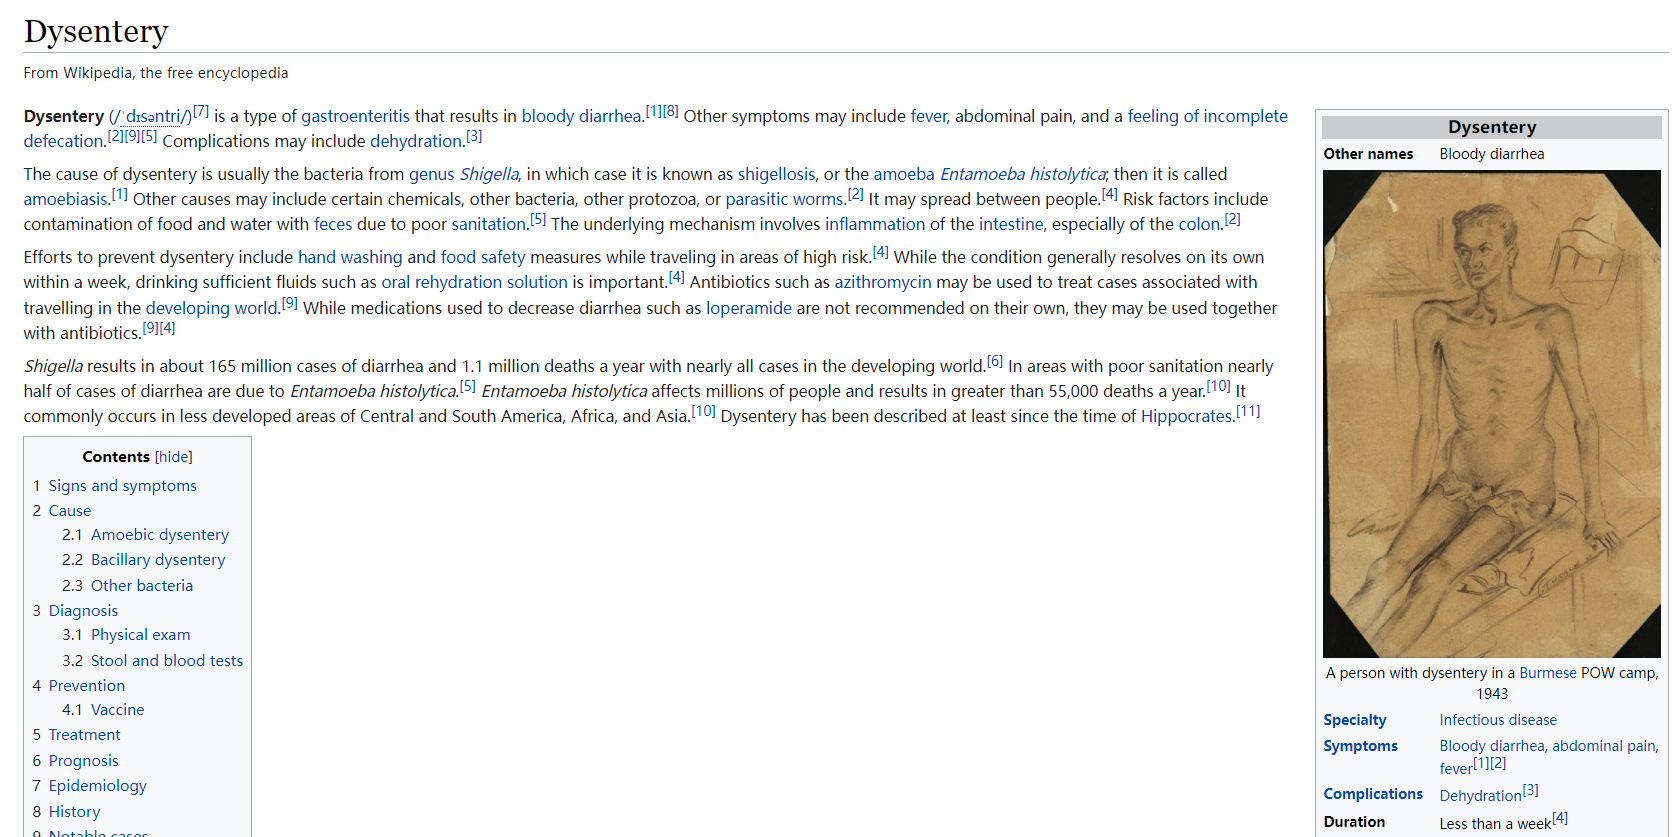 Dysentery
From Wikipedia, the free encyclopedia
Dysentery (/ˈdɪsəntri/)[7] is a type of gastroenteritis that results in bloody diarrhea.[1][8] Other symptoms may include fever, abdominal pain, and a feeling of incomplete
defecation.[2][9][5] Complications may include dehydration.[3]
The cause of dysentery is usually the bacteria from genus Shigella, in which case it is known as shigellosis, or the amoeba Entamoeba histolytica; then it is called
amoebiasis.[1] Other causes may include certain chemicals, other bacteria, other protozoa, or parasitic worms.[2] It may spread between people.[4] Risk factors include
contamination of food and water with feces due to poor sanitation.[5] The underlying mechanism involves inflammation of the intestine, especially of the colon.[2]
Efforts to prevent dysentery include hand washing and food safety measures while traveling in areas of high risk.[4] While the condition generally resolves on its own
within a week, drinking sufficient fluids such as oral rehydration solution is important.[4] Antibiotics such as azithromycin may be used to treat cases associated with
travelling in the developing world.[9] While medications used to decrease diarrhea such as loperamide are not recommended on their own, they may be used together
with antibiotics.[9][4]
Shigella results in about 165 million cases of diarrhea and 1.1 million deaths a year with nearly all cases in the developing world.[6] In areas with poor sanitation nearly
half of cases of diarrhea are due to Entamoeba histolytica.[5] Entamoeba histolytica affects millions of people and results in greater than 55,000 deaths a year.[10] It
commonly occurs in less developed areas of Central and South America, Africa, and Asia.[10] Dysentery has been described at least since the time of Hippocrates.[11]
Contents [hide]
1 Signs and symptoms
2 Cause
2.1 Amoebic dysentery
2.2 Bacillary dysentery
2.3 Other bacteria
3 Diagnosis
3.1 Physical exam
3.2 Stool and blood tests
4 Prevention
4.1 Vaccine
5 Treatment
6 Prognosis
7 Epidemiology
8 History
9 Notable cases
Dysentery
Other names Bloody diarrhea
A person with dysentery in a Burmese POW camp,
1943
Specialty Infectious disease
Symptoms Bloody diarrhea, abdominal pain,
fever[1][2]
Complications Dehydration[3]
Duration Less than a week[4]